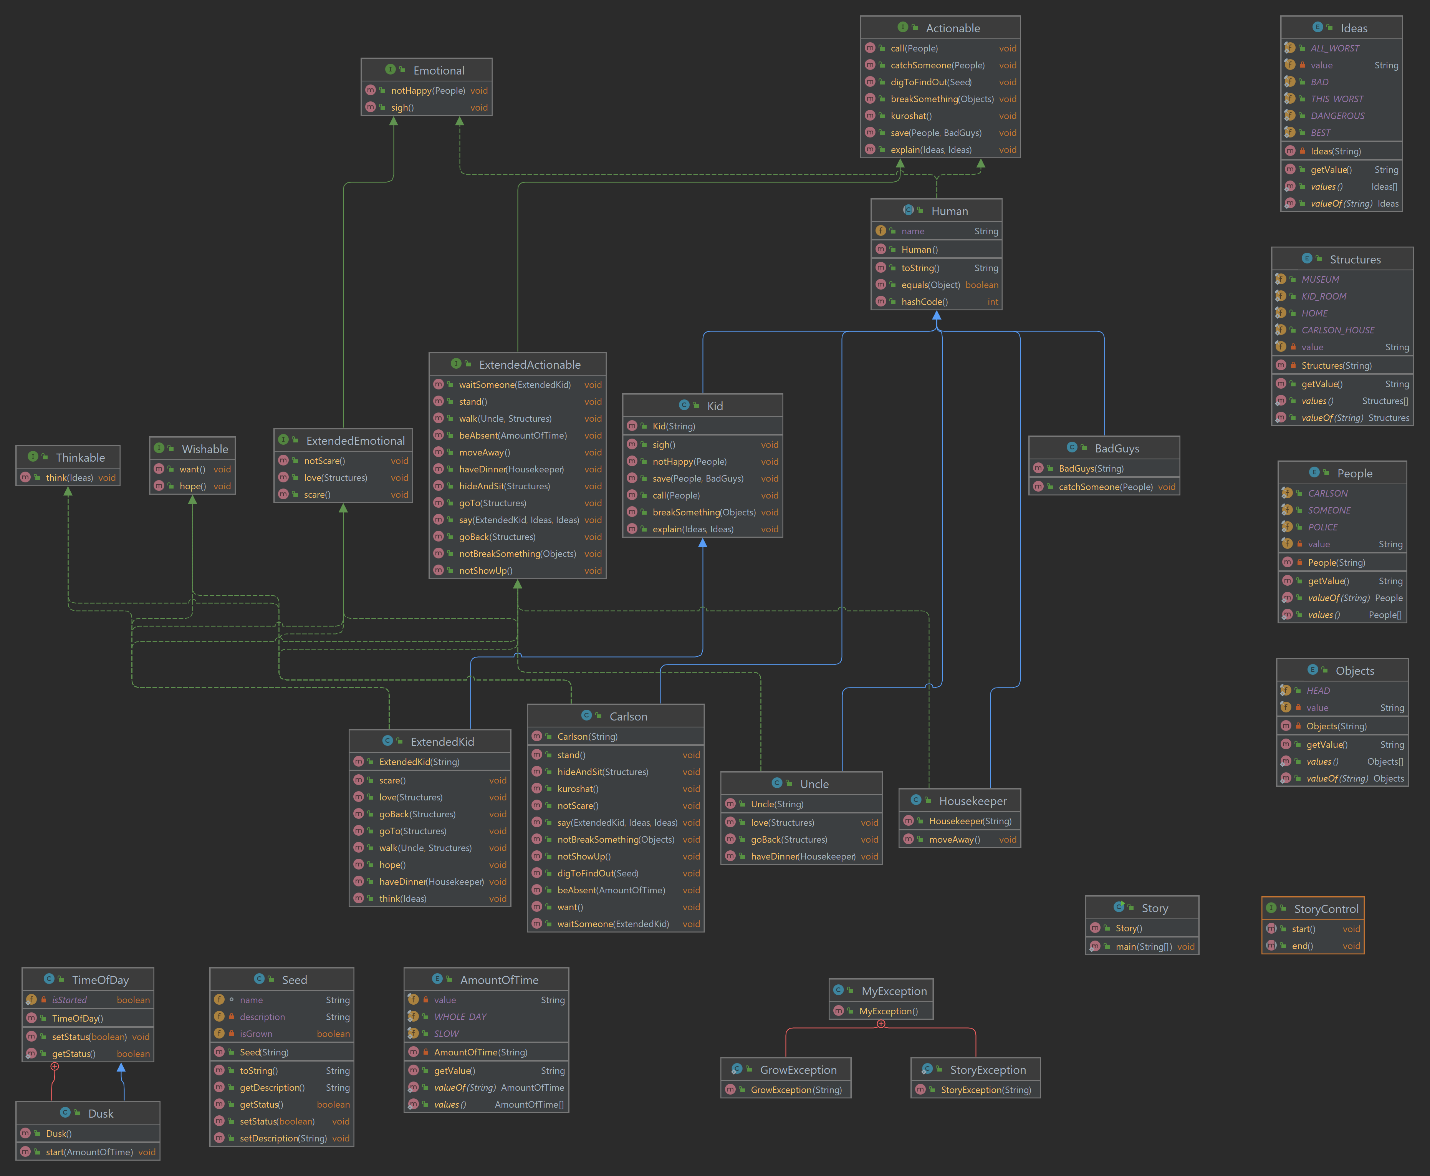 Emotional
notHappy(People) void
sigh() void
Actionable
call(People) void
catchSomeone(People) void
digToFindOut(Seed) void
breakSomething(Objects) void
kuroshat() void
save(People, BadGuys) void
explain(Ideas, Ideas) void
Ideas
ALL_WORST
value String
BAD
THIS_WORST
DANGEROUS
BEST
Ideas(String)
getValue() String
values() Ideas[]
valueOf(String) Ideas
Human
name String
Human()
toString() String
equals(Object) boolean
hashCode() int
Structures
MUSEUM
KID_ROOM
HOME
CARLSON_HOUSE
value String
Structures(String)
getValue() String
values() Structures[]
valueOf(String) Structures
ExtendedActionable
waitSomeone(ExtendedKid) void
stand() void
walk(Uncle, Structures) void
beAbsent(AmountOfTime) void
moveAway() void
haveDinner(Housekeeper) void
hideAndSit(Structures) void
goTo(Structures) void
say(ExtendedKid, Ideas, Ideas) void
goBack(Structures) void
notBreakSomething(Objects) void
notShowUp() void
Kid
Kid(String)
sigh() void
notHappy(People) void
save(People, BadGuys) void
call(People) void
breakSomething(Objects) void
explain(Ideas, Ideas) void
Thinkable
think(Ideas) void
Wishable
want() void
hope() void
ExtendedEmotional
notScare() void
love(Structures) void
scare() void
BadGuys
BadGuys(String)
catchSomeone(People) void
People
CARLSON
SOMEONE
POLICE
value String
People(String)
getValue() String
valueOf(String) People
values() People[]
Objects
HEAD
value String
Objects(String)
getValue() String
values() Objects[]
valueOf(String) Objects
ExtendedKid
ExtendedKid(String)
scare() void
love(Structures) void
goBack(Structures) void
goTo(Structures) void
walk(Uncle, Structures) void
hope() void
haveDinner(Housekeeper) void
think(Ideas) void
Carlson
Carlson(String)
stand() void
hideAndSit(Structures) void
kuroshat() void
notScare() void
say(ExtendedKid, Ideas, Ideas) void
notBreakSomething(Objects) void
notShowUp() void
digToFindOut(Seed) void
beAbsent(AmountOfTime) void
want() void
waitSomeone(ExtendedKid) void
Uncle
Uncle(String)
love(Structures) void
goBack(Structures) void
haveDinner(Housekeeper) void
Housekeeper
Housekeeper(String)
moveAway() void
Story
Story()
main(String[]) void
StoryControl
start() void
end() void
TimeOfDay
isStarted boolean
TimeOfDay()
setStatus(boolean) void
getStatus() boolean
Dusk
Dusk()
start(AmountOfTime) void
Seed
name String
description String
isGrown boolean
Seed(String)
toString() String
getDescription() String
getStatus() boolean
setStatus(boolean) void
setDescription(String) void
AmountOfTime
value String
WHOLE_DAY
SLOW
AmountOfTime(String)
getValue() String
valueOf(String) AmountOfTime
values() AmountOfTime[]
MyException
MyException()
GrowException
GrowException(String)
StoryException
StoryException(String)